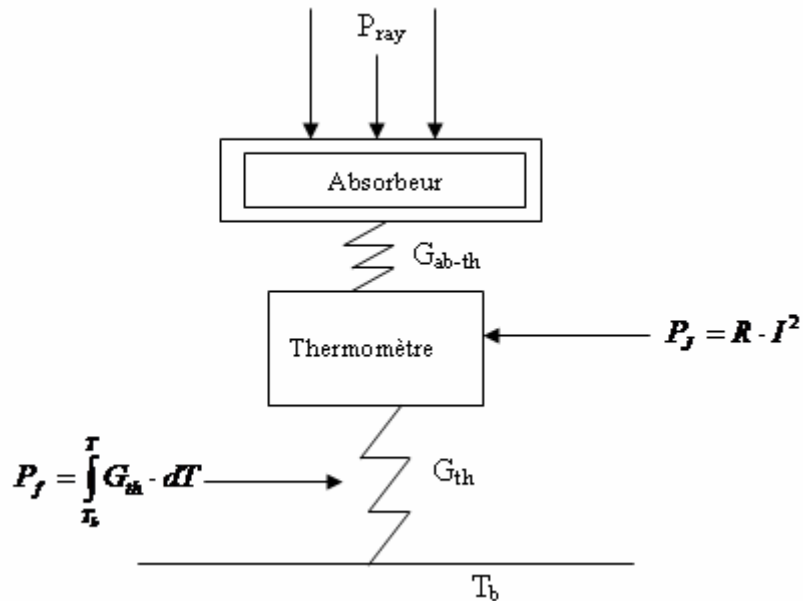 P_ray
Absorbeur
G_ab-th
Thermomètre
P_J = R · I²
P_f = ∫_{T_b}^{T} G_th · dT
G_th
T_b